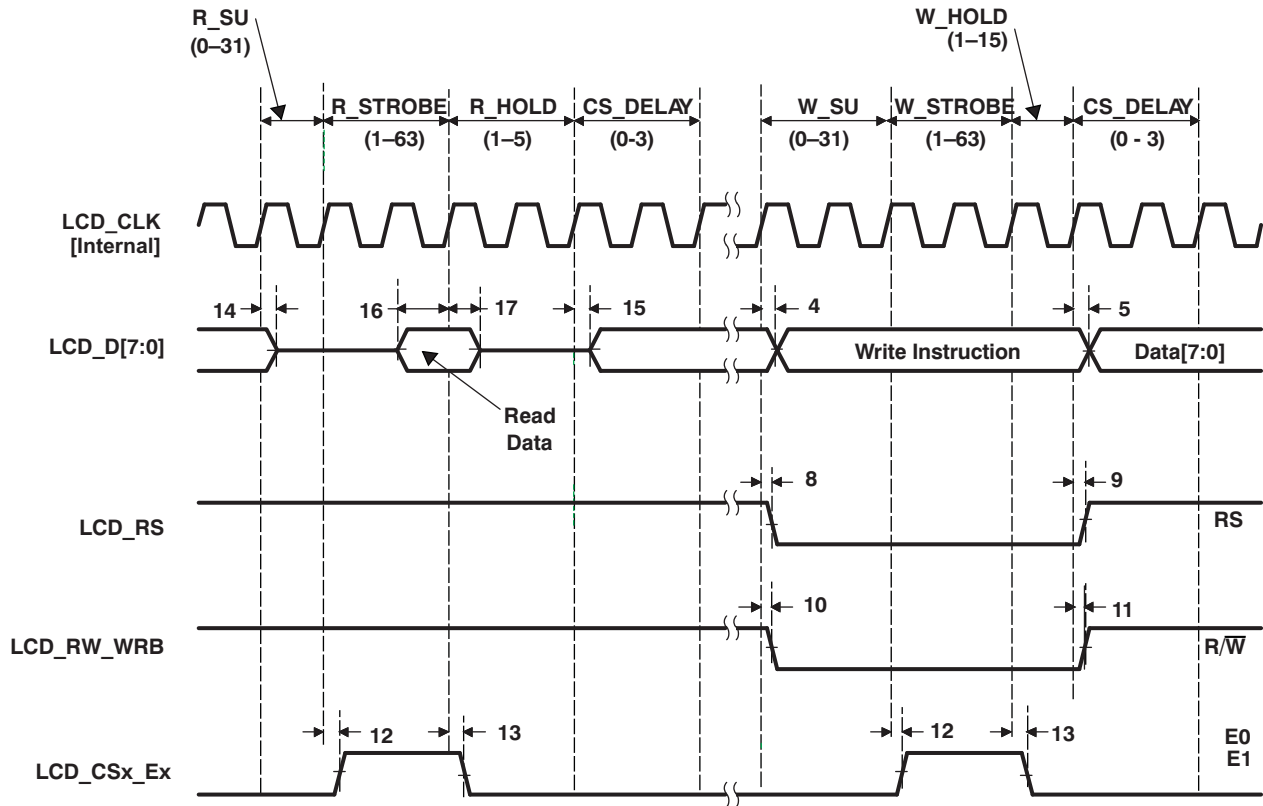 R_SU
(0–31)
W_HOLD
(1–15)
R_STROBE R_HOLD CS_DELAY W_SU W_STROBE CS_DELAY
(1–63) (1–5) (0-3) (0–31) (1–63) (0 - 3)
LCD_CLK
[Internal]
14 16 17 15 4 5
LCD_D[7:0]
Write Instruction Data[7:0]
Read
Data
8 9
LCD_RS
RS
10 11
LCD_RW_WRB
R/W̅
12 13 12 13
LCD_CSx_Ex
E0
E1